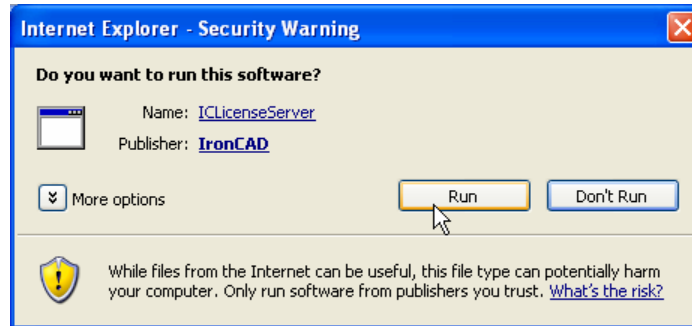 Internet Explorer - Security Warning
Do you want to run this software?
Name: ICLicenseServer
Publisher: IronCAD
More options
Run
Don't Run
While files from the Internet can be useful, this file type can potentially harm
your computer. Only run software from publishers you trust. What's the risk?